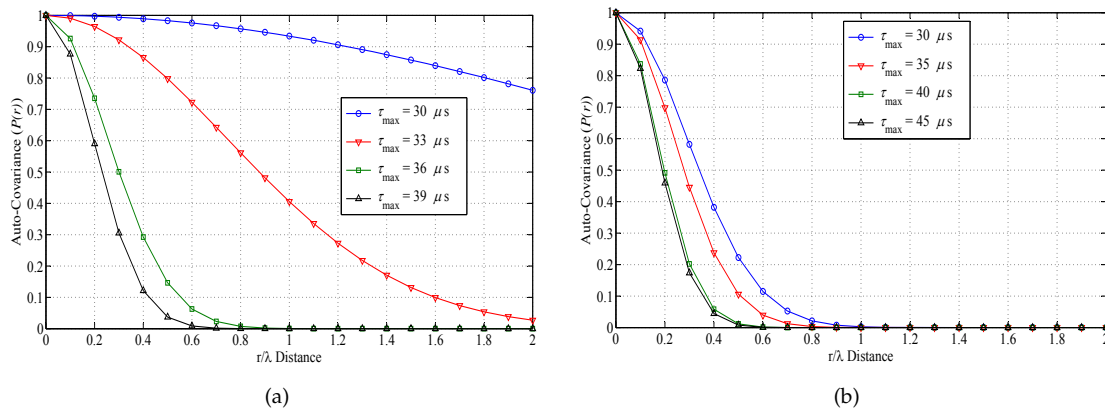 1
0.9
0.8
0.7
0.6
0.5
0.4
0.3
0.2
0.1
0
Auto-Covariance (P(r))
τmax = 30 μs
τmax = 33 μs
τmax = 36 μs
τmax = 39 μs
0 0.2 0.4 0.6 0.8 1.0 1.2 1.4 1.6 1.8 2
r/λ Distance
(a)
1
0.9
0.8
0.7
0.6
0.5
0.4
0.3
0.2
0.1
0
Auto-Covariance (P(r))
τmax = 30 μs
τmax = 35 μs
τmax = 40 μs
τmax = 45 μs
0 0.2 0.4 0.6 0.8 1.0 1.2 1.4 1.6 1.8 2
r/λ Distance
(b)